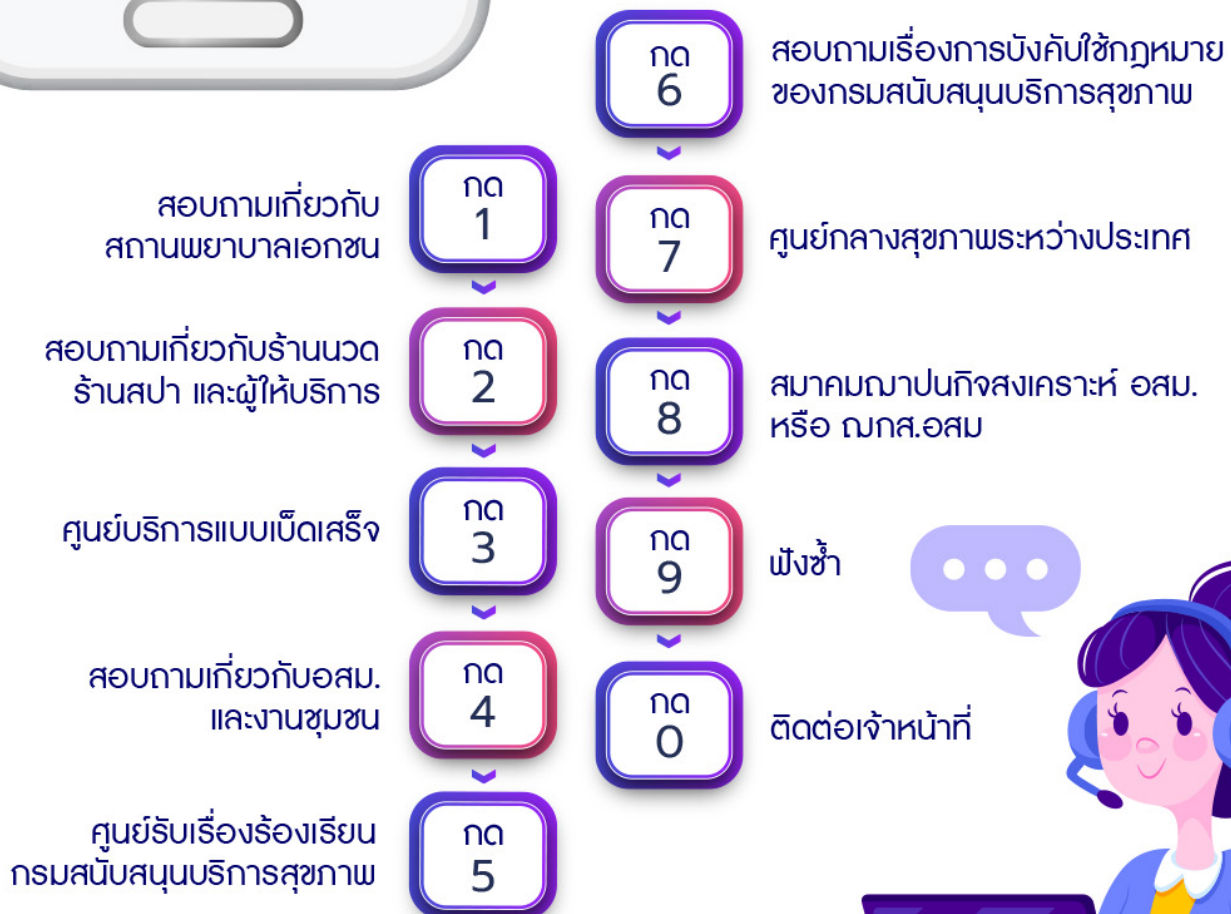 กด
1
สอบถามเกี่ยวกับ
สถานพยาบาลเอกชน
กด
2
สอบถามเกี่ยวกับร้านนวด
ร้านสปา และผู้ให้บริการ
กด
3
ศูนย์บริการแบบเบ็ดเสร็จ
กด
4
สอบถามเกี่ยวกับอสม.
และงานชุมชน
กด
5
ศูนย์รับเรื่องร้องเรียน
กรมสนับสนุนบริการสุขภาพ
กด
6
สอบถามเรื่องการบังคับใช้กฎหมาย
ของกรมสนับสนุนบริการสุขภาพ
กด
7
ศูนย์กลางสุขภาพระหว่างประเทศ
กด
8
สมาคมฌาปนกิจสงเคราะห์ อสม.
หรือ ฌกส.อสม
กด
9
ฟังซ้ำ
กด
0
ติดต่อเจ้าหน้าที่